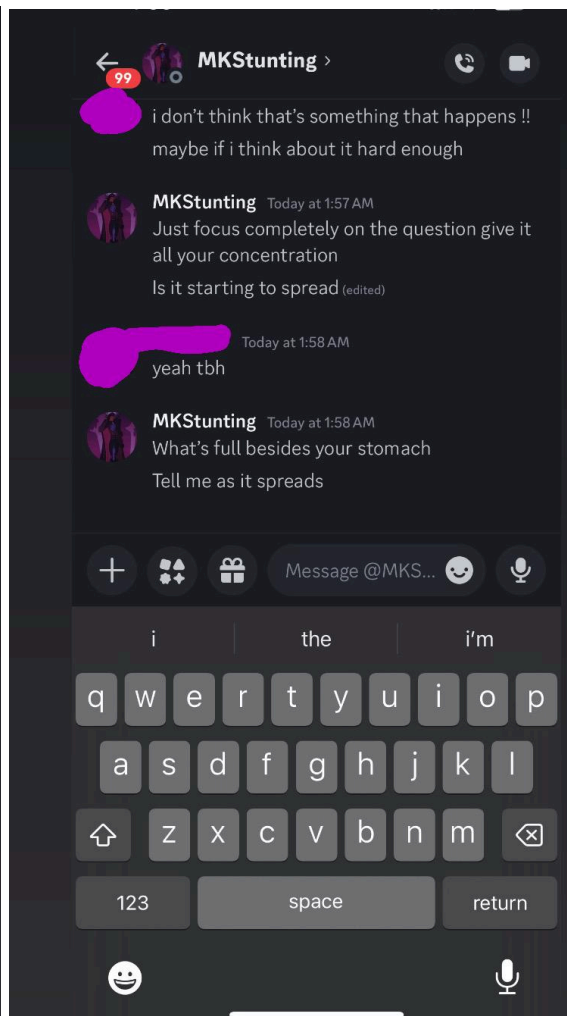 99
MKStunting ›
i don't think that's something that happens !!
maybe if i think about it hard enough
MKStunting Today at 1:57 AM
Just focus completely on the question give it
all your concentration
Is it starting to spread (edited)
Today at 1:58 AM
yeah tbh
MKStunting Today at 1:58 AM
What's full besides your stomach
Tell me as it spreads
Message @MKS...
i the i'm
q w e r t y u i o p
a s d f g h j k l
z x c v b n m
123 space return